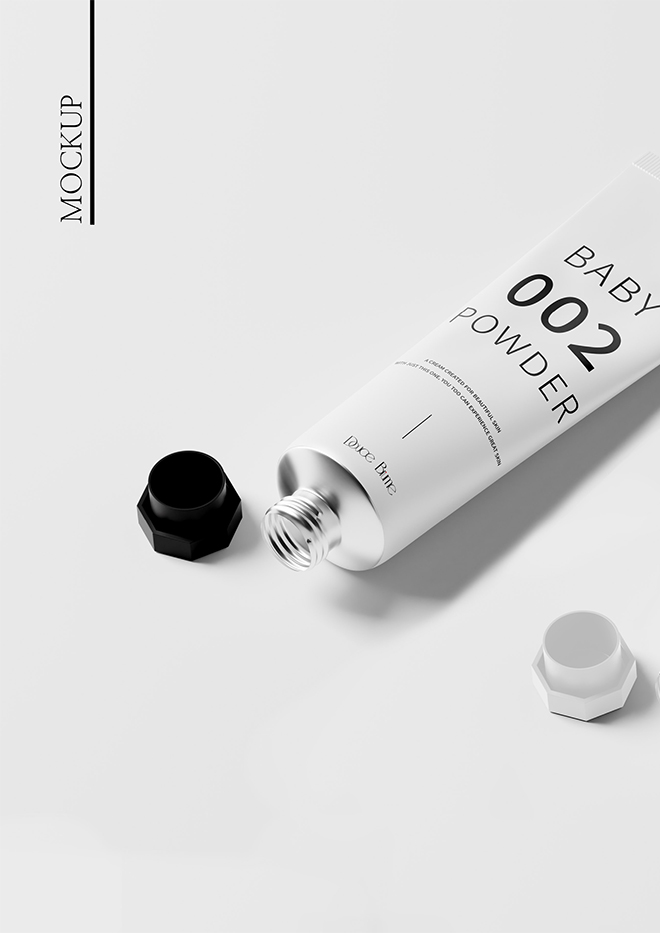 MOCKUP
BABY
002
POWDER
A CREAM CREATED FOR BEAUTIFUL SKIN
WITH JUST THIS ONE, YOU TOO CAN EXPERIENCE GREAT SKIN